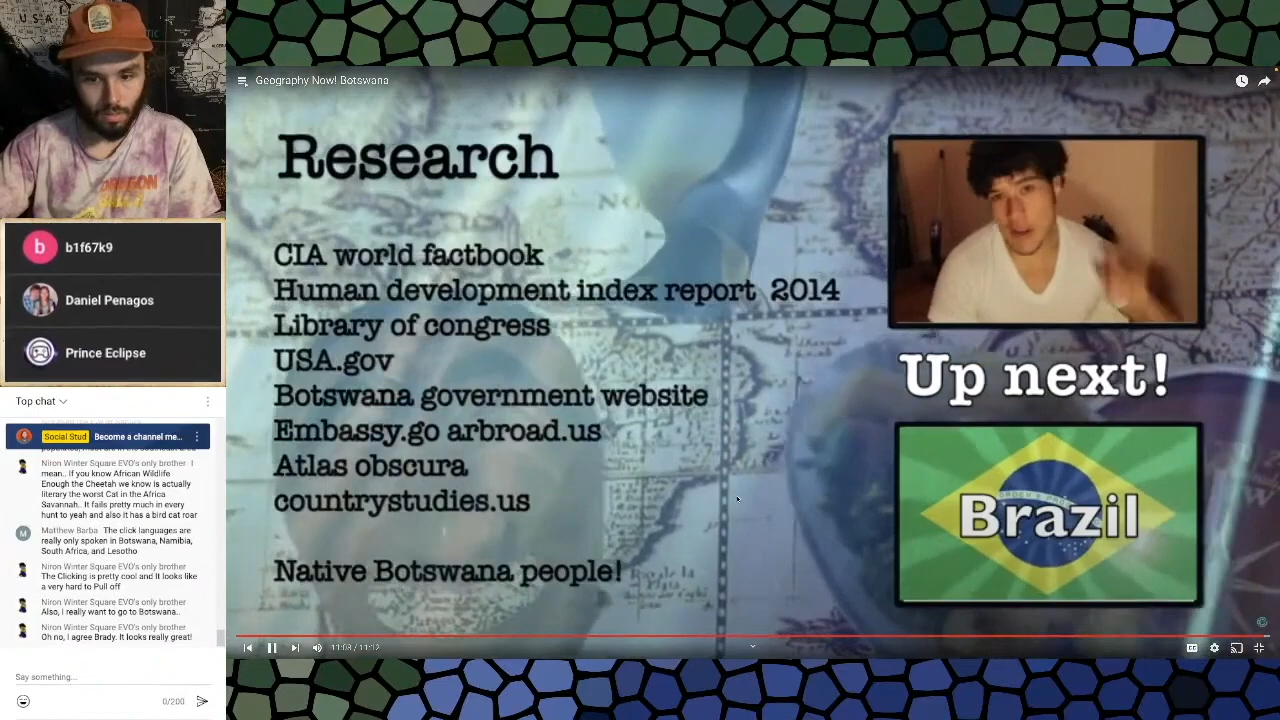 U S A
DRAGON
b
b1f67k9
Daniel Penagos
Prince Eclipse
Top chat
Social Stud Become a channel me...
Niron Winter Square EVO's only brother I
mean.. If you know African Wildlife
Enough the Cheetah we know is actually
literary the worst Cat in the Africa
Savannah.. It fails pretty much in every
hunt to yeah and also it has a bird cat roar
M
Matthew Barba The click languages are
really only spoken in Botswana, Namibia,
South Africa, and Lesotho
Niron Winter Square EVO's only brother
The Clicking is pretty cool and It looks like
a very hard to Pull off
Niron Winter Square EVO's only brother
Also, I really want to go to Botswana..
Niron Winter Square EVO's only brother
Oh no, I agree Brady. It looks really great!
Say something...
0/200
Geography Now! Botswana
Research
CIA world factbook
Human development index report 2014
Library of congress
USA.gov
Botswana government website
Embassy.go arbroad.us
Atlas obscura
countrystudies.us
Native Botswana people!
Up next!
Brazil
11:08 / 11:12
CC